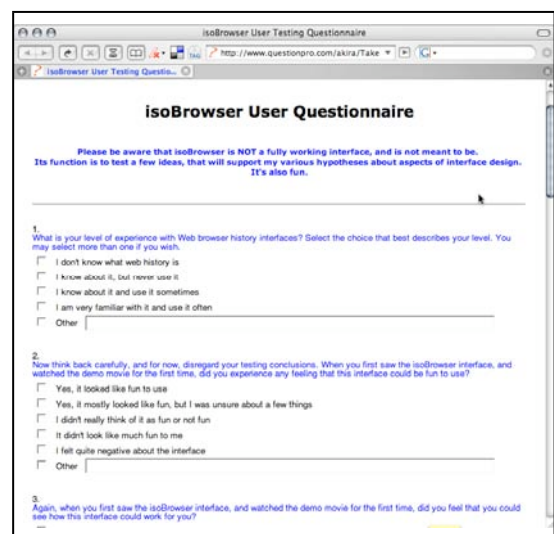 isoBrowser User Testing Questionnaire
http://www.questionpro.com/akira/Take
isoBrowser User Testing Questio...
isoBrowser User Questionnaire
Please be aware that isoBrowser is NOT a fully working interface, and is not meant to be.
Its function is to test a few ideas, that will support my various hypotheses about aspects of interface design.
It's also fun.
1.
What is your level of experience with Web browser history interfaces? Select the choice that best describes your level. You
may select more than one if you wish.
I don't know what web history is
I know about it, but never use it
I know about it and use it sometimes
I am very familiar with it and use it often
Other
2.
Now think back carefully, and for now, disregard your testing conclusions. When you first saw the isoBrowser interface, and
watched the demo movie for the first time, did you experience any feeling that this interface could be fun to use?
Yes, it looked like fun to use
Yes, it mostly looked like fun, but I was unsure about a few things
I didn't really think of it as fun or not fun
It didn't look like much fun to me
I felt quite negative about the interface
Other
3.
Again, when you first saw the isoBrowser interface, and watched the demo movie for the first time, did you feel that you could
see how this interface could work for you?